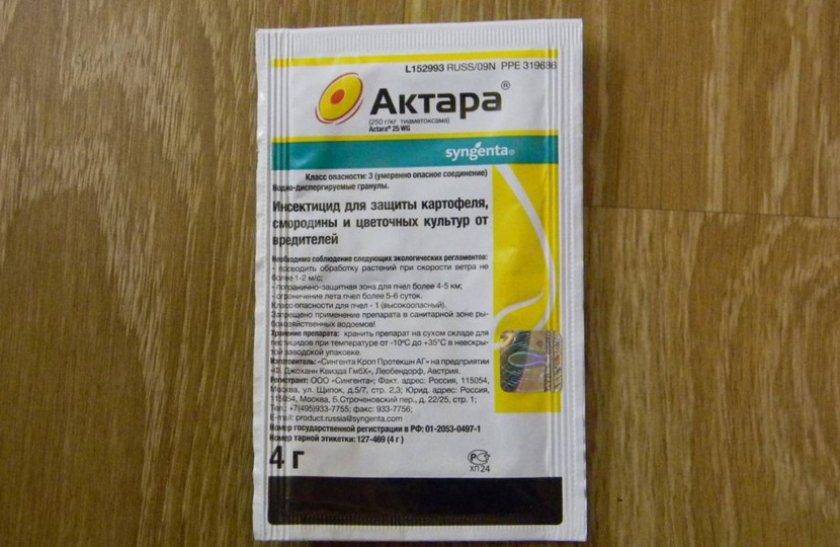 L152993 RUSS/09N PPE 319686
Актара®
(250 г/кг тиаметоксама)
Actara® 25 WG
syngenta
Класс опасности: 3 (умеренно опасное соединение)
Водно-диспергируемые гранулы.
Инсектицид для защиты картофеля,
смородины и цветочных культур от
вредителей
Необходимо соблюдение следующих экологических регламентов:
- проводить обработку растений при скорости ветра не
более 1-2 м/с;
- погранично-защитная зона для пчел более 4-5 км;
- ограничение лета пчел более 5-6 суток.
Класс опасности для пчел - 1 (высокоопасный).
Запрещено применение препарата в санитарной зоне ры-
бохозяйственных водоемов!
Хранение препарата: хранить препарат на сухом складе для
пестицидов при температуре от -10°C до +35°C в невскры-
той заводской упаковке.
Изготовитель: «Сингента Кроп Протекшн АГ» на предприятии
Джоханн Квизда ГмбХ», Леобендорф, Австрия.
Регистрант: ООО «Сингента»; Факт. адрес: Россия, 115054,
Москва, ул. Щипок, д.5/7, стр. 2,3; Юрид. адрес: Россия,
115054, Москва, Б.Строченовский пер., д. 22/25, стр. 1;
Тел.: +7(495)933-7755; факс: 933-7756;
E-mail: product.russia@syngenta.com
Номер государственной регистрации в РФ: 01-2053-0497-1
Номер тарной этикетки: 127-469 (4 г)
4 г
ХП24